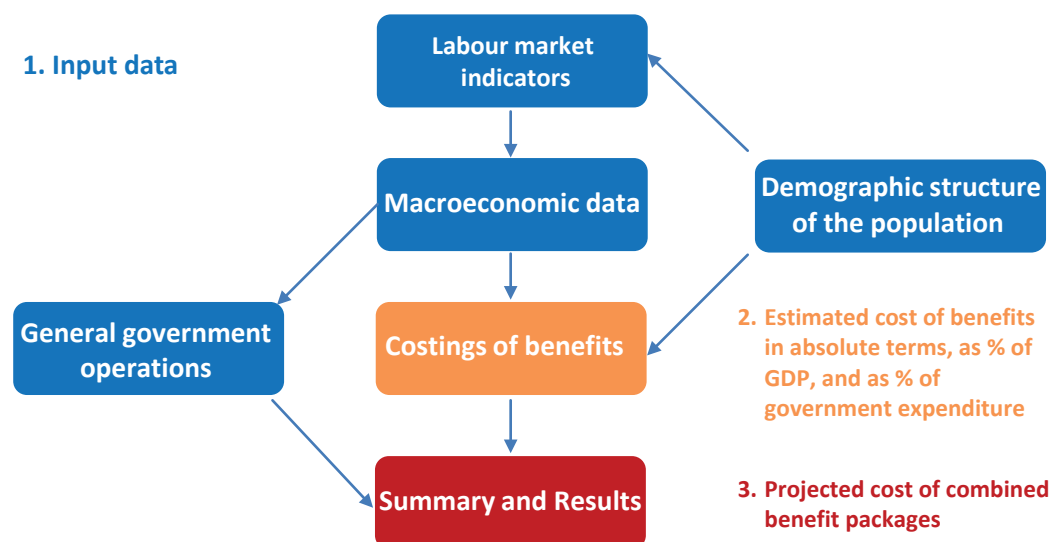 1. Input data
Labour market
indicators
Macroeconomic data
Demographic structure
of the population
General government
operations
Costings of benefits
2. Estimated cost of benefits
in absolute terms, as % of
GDP, and as % of
government expenditure
Summary and Results
3. Projected cost of combined
benefit packages